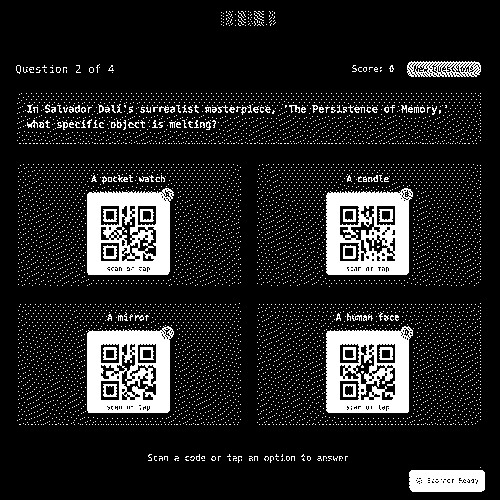 Question 2 of 4
Score: 0
New Questions
In Salvador Dalí's surrealist masterpiece, 'The Persistence of Memory,'
what specific object is melting?
A pocket watch
scan or tap
A candle
scan or tap
A mirror
scan or tap
A human face
scan or tap
Scan a code or tap an option to answer
Scanner Ready